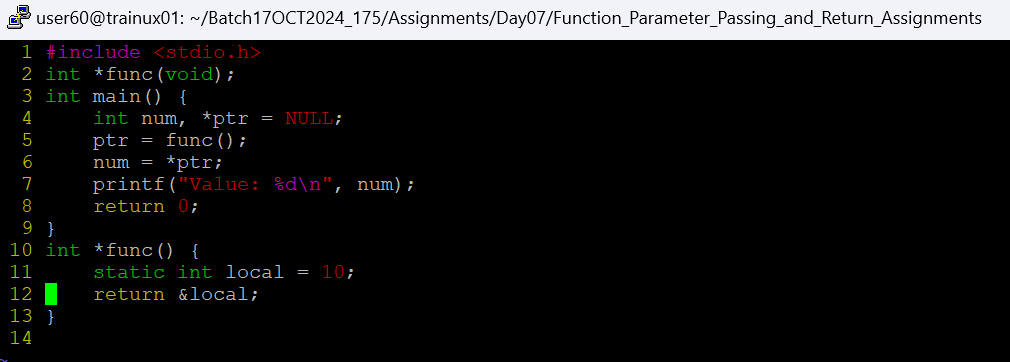 user60@trainux01: ~/Batch17OCT2024_175/Assignments/Day07/Function_Parameter_Passing_and_Return_Assignments
1 #include <stdio.h>
2 int *func(void);
3 int main() {
4     int num, *ptr = NULL;
5     ptr = func();
6     num = *ptr;
7     printf("Value: %d\n", num);
8     return 0;
9 }
10 int *func() {
11     static int local = 10;
12     return &local;
13 }
14
~